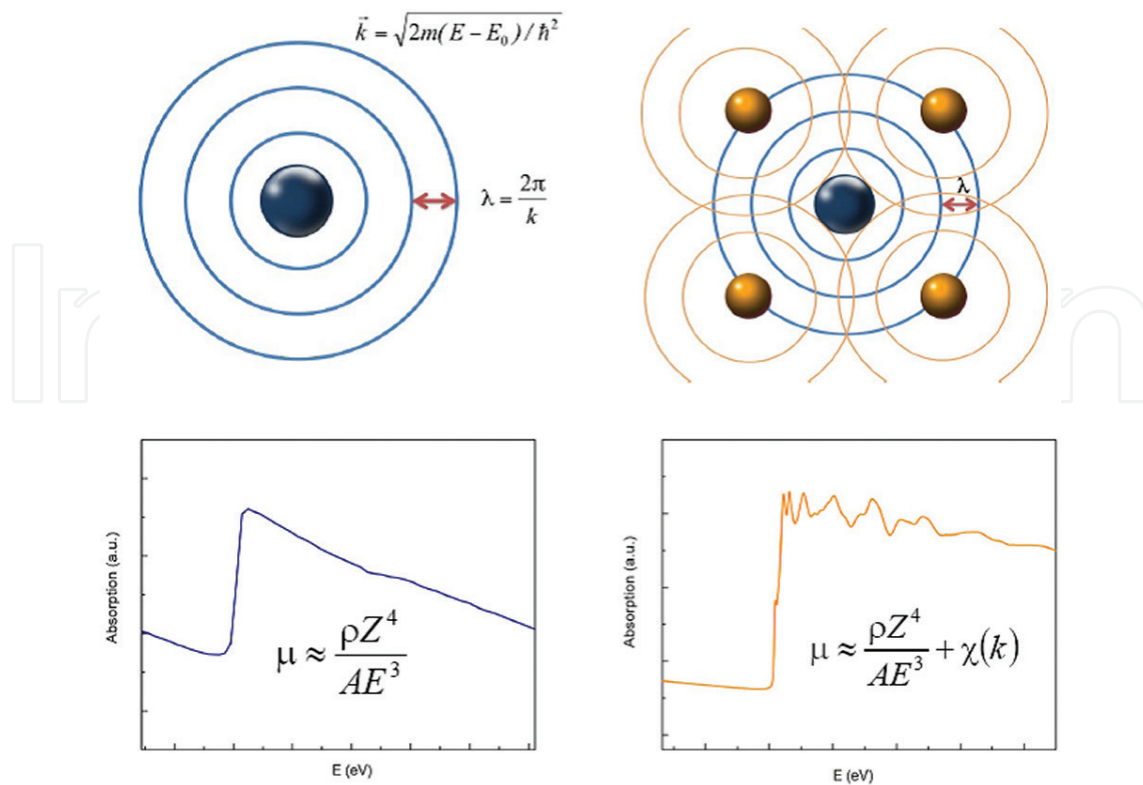 k⃗ = √2m(E − E₀) / ħ²
λ = 2π / k
λ
Absorption (a.u.)
μ ≈ ρZ⁴ / AE³
E (eV)
Absorption (a.u.)
μ ≈ ρZ⁴ / AE³ + χ(k)
E (eV)